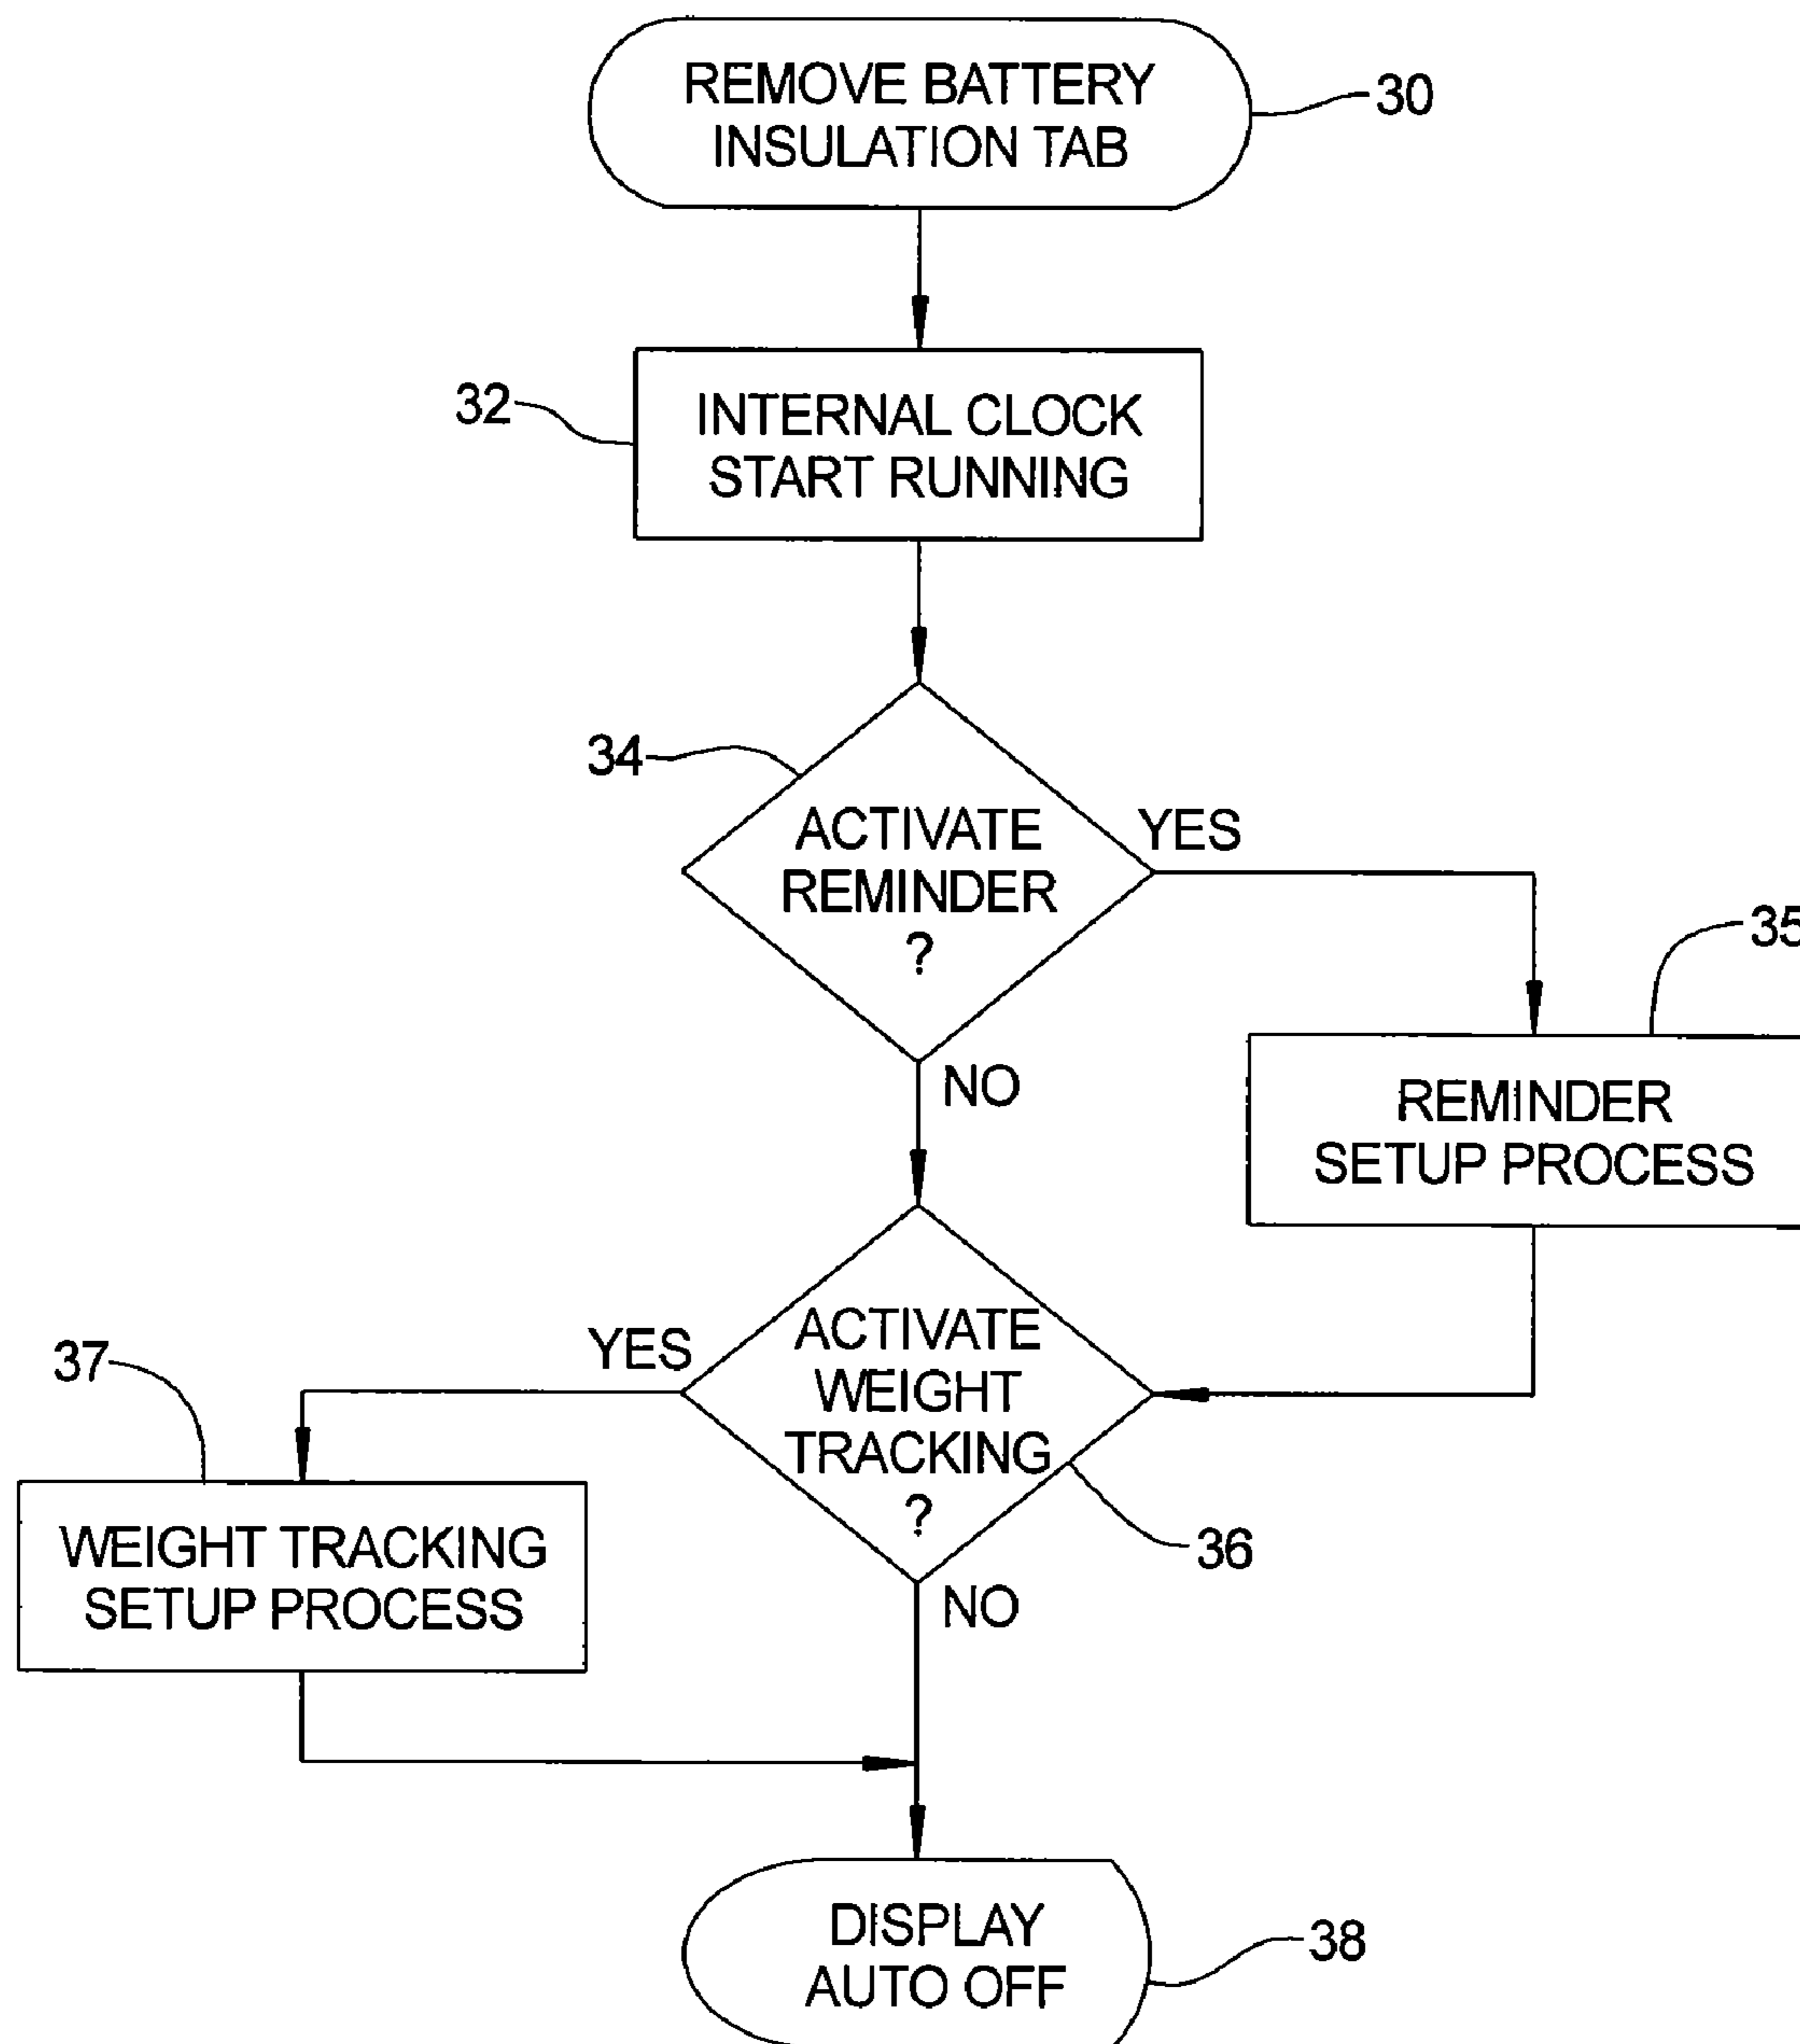 REMOVE BATTERY
INSULATION TAB
30
32
INTERNAL CLOCK
START RUNNING
34
ACTIVATE
REMINDER
?
YES
35
NO
REMINDER
SETUP PROCESS
37
YES
ACTIVATE
WEIGHT
TRACKING
?
36
WEIGHT TRACKING
SETUP PROCESS
NO
DISPLAY
AUTO OFF
38